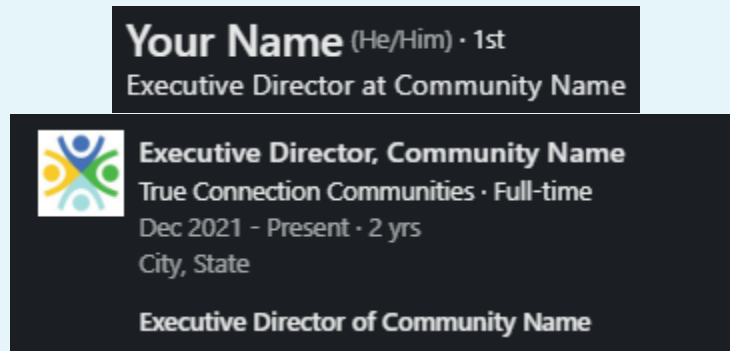 Your Name (He/Him) · 1st
Executive Director at Community Name
Executive Director, Community Name
True Connection Communities · Full-time
Dec 2021 - Present · 2 yrs
City, State
Executive Director of Community Name